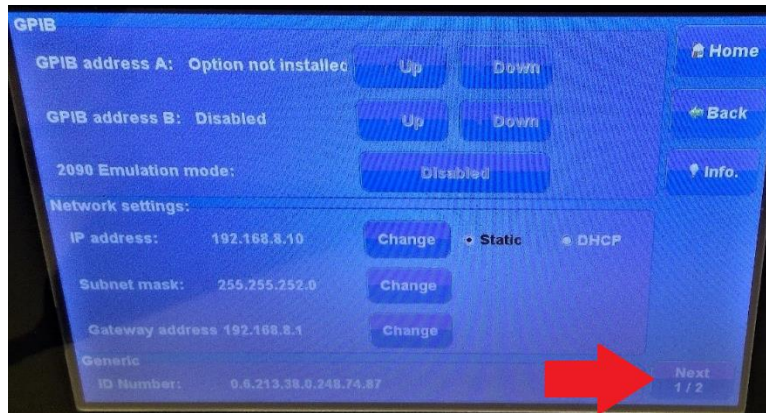 GPIB
GPIB address A: Option not installec Up Down
GPIB address B: Disabled Up Down
2090 Emulation mode: Disabled
Home
Back
Info.
Network settings:
IP address: 192.168.8.10 Change Static DHCP
Subnet mask: 255.255.252.0 Change
Gateway address 192.168.8.1 Change
Generic
ID Number: 0.6.213.38.0.248.74.87
Next
1 / 2